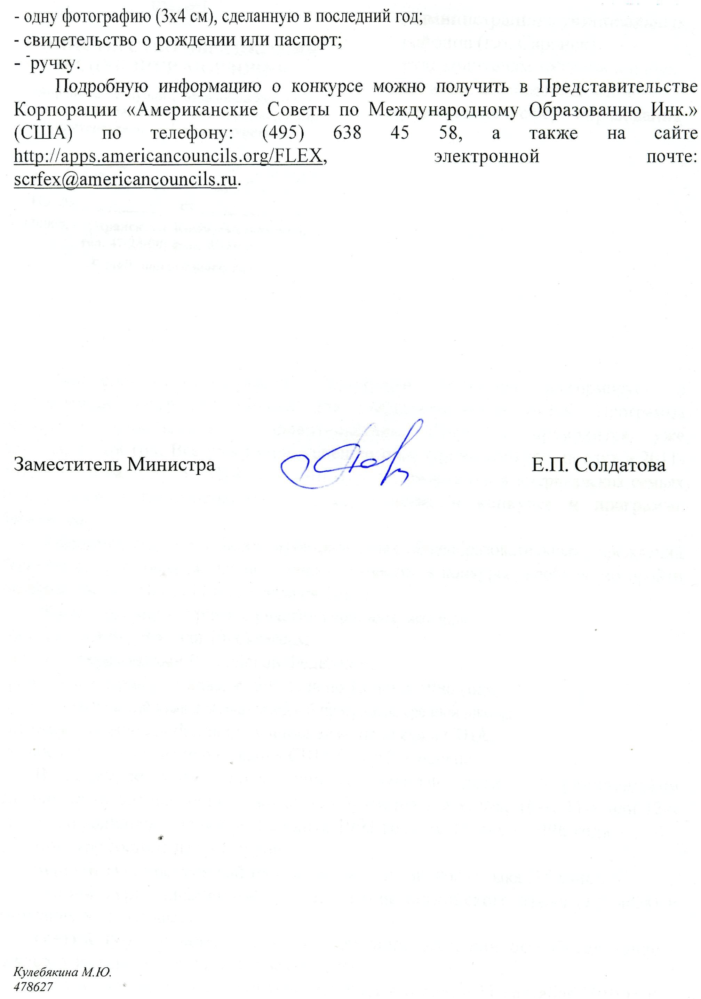 - одну фотографию (3х4 см), сделанную в последний год;
- свидетельство о рождении или паспорт;
- ручку.
Подробную информацию о конкурсе можно получить в Представительстве
Корпорации «Американские Советы по Международному Образованию Инк.»
(США) по телефону: (495) 638 45 58, а также на сайте
http://apps.americancouncils.org/FLEX, электронной почте:
scrfex@americancouncils.ru.
Заместитель Министра Е.П. Солдатова
Кулебякина М.Ю.
478627